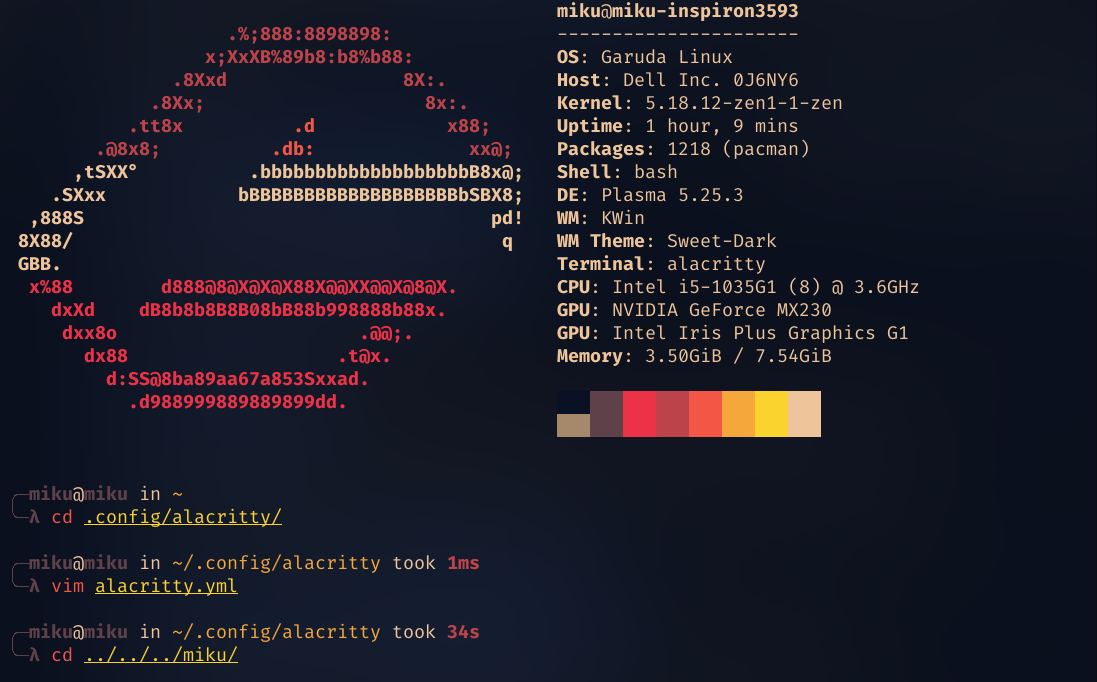 miku@miku-inspiron3593
.%;888:8898898:
----------------------
x;XxXB%89b8:b8%b88:
OS: Garuda Linux
.8Xxd 8X:.
Host: Dell Inc. 0J6NY6
.8Xx; 8x:.
Kernel: 5.18.12-zen1-1-zen
.tt8x .d x88;
Uptime: 1 hour, 9 mins
.@8x8; .db: xx@;
Packages: 1218 (pacman)
,tSXX° .bbbbbbbbbbbbbbbbbbbB8x@;
Shell: bash
.SXxx bBBBBBBBBBBBBBBBBBBBbSBX8;
DE: Plasma 5.25.3
,888S pd!
WM: KWin
8X88/ q
WM Theme: Sweet-Dark
GBB.
Terminal: alacritty
x%88 d888@8@X@X@X88X@@XX@@X@8@X.
CPU: Intel i5-1035G1 (8) @ 3.6GHz
dxXd dB8b8b8B8B08bB88b998888b88x.
GPU: NVIDIA GeForce MX230
dxx8o .@@;.
GPU: Intel Iris Plus Graphics G1
dx88 .t@x.
Memory: 3.50GiB / 7.54GiB
d:SS@8ba89aa67a853Sxxad.
.d988999889889899dd.
╭─miku@miku in ~
╰─λ cd .config/alacritty/
╭─miku@miku in ~/.config/alacritty took 1ms
╰─λ vim alacritty.yml
╭─miku@miku in ~/.config/alacritty took 34s
╰─λ cd ../../../miku/